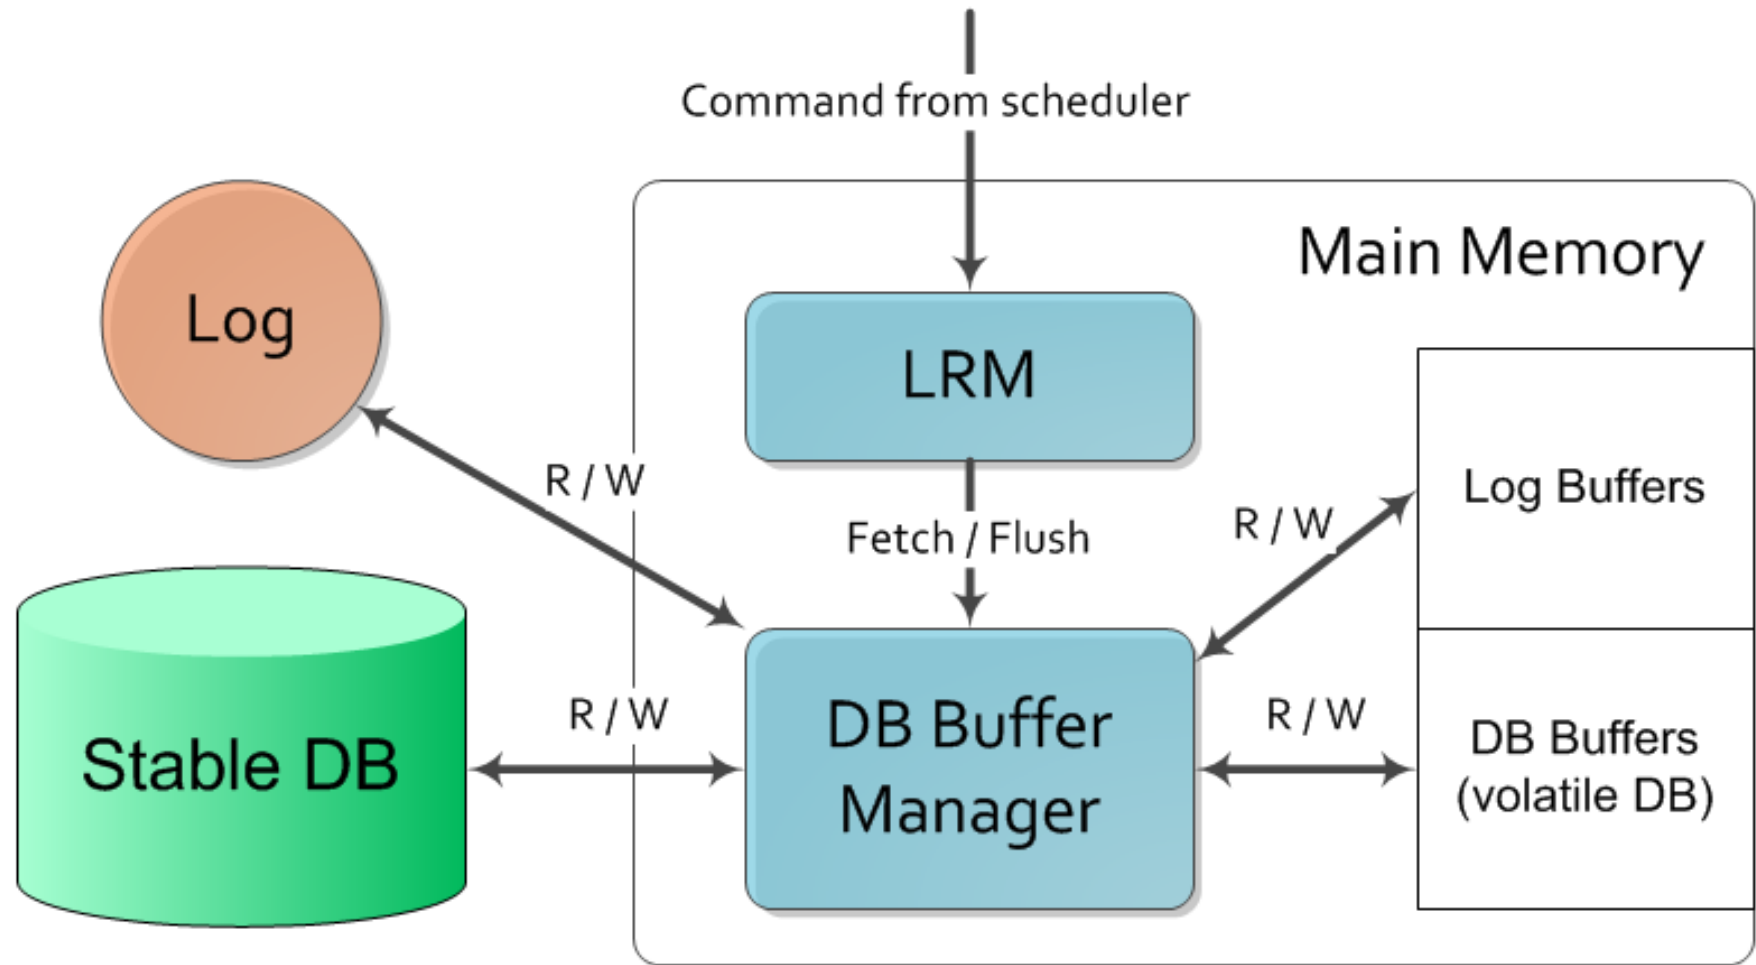 Command from scheduler
Main Memory
Log
LRM
R / W
Log Buffers
R / W
Fetch / Flush
Stable DB
R / W
DB Buffer
Manager
R / W
DB Buffers
(volatile DB)